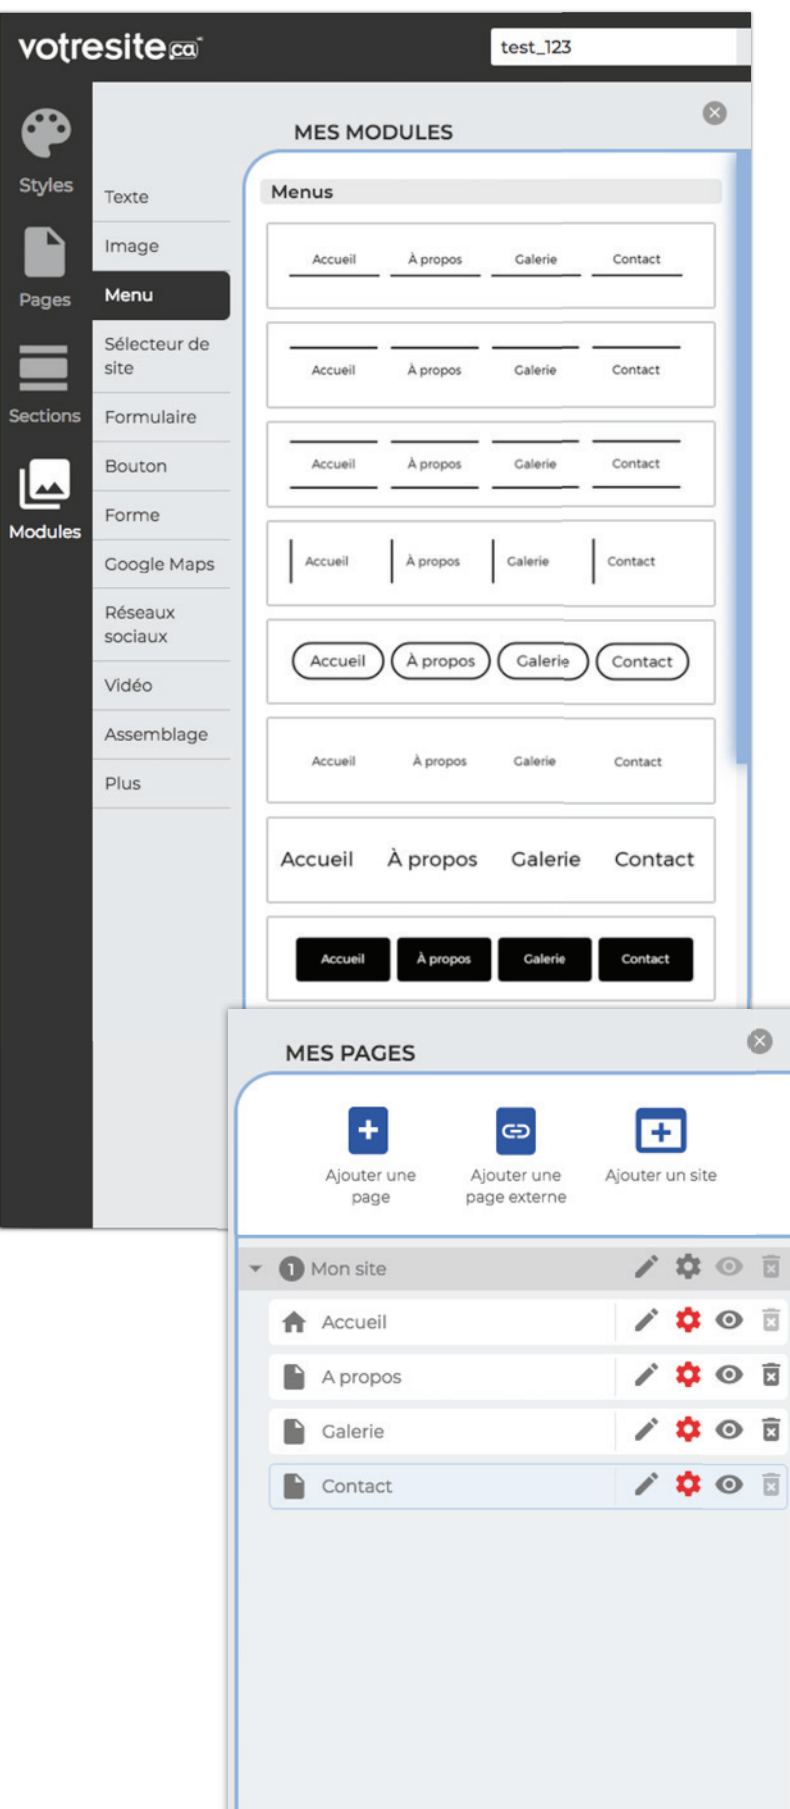 votresite.ca
test_123
MES MODULES
Styles
Pages
Sections
Modules
Texte
Image
Menu
Sélecteur de
site
Formulaire
Bouton
Forme
Google Maps
Réseaux
sociaux
Vidéo
Assemblage
Plus
Menus
Accueil À propos Galerie Contact
Accueil À propos Galerie Contact
Accueil À propos Galerie Contact
Accueil À propos Galerie Contact
Accueil À propos Galerie Contact
Accueil À propos Galerie Contact
Accueil À propos Galerie Contact
Accueil À propos Galerie Contact
MES PAGES
Ajouter une
page
Ajouter une
page externe
Ajouter un site
1 Mon site
Accueil
A propos
Galerie
Contact